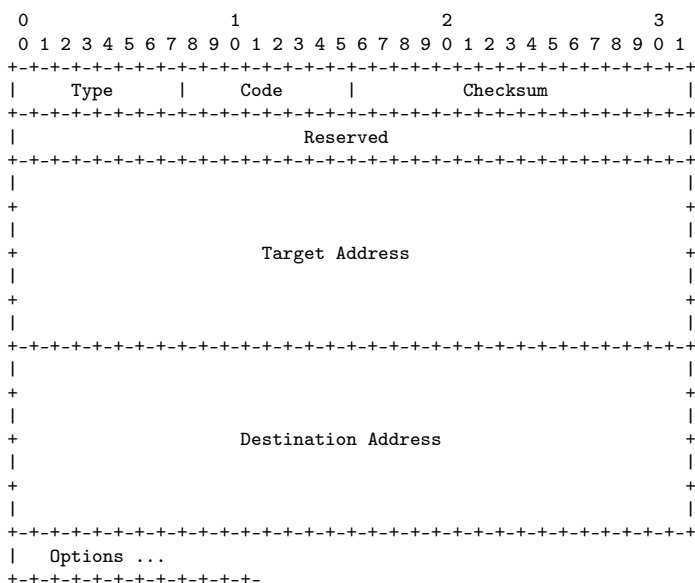 0                   1                   2                   3
 0 1 2 3 4 5 6 7 8 9 0 1 2 3 4 5 6 7 8 9 0 1 2 3 4 5 6 7 8 9 0 1
+-+-+-+-+-+-+-+-+-+-+-+-+-+-+-+-+-+-+-+-+-+-+-+-+-+-+-+-+-+-+-+-+
|     Type      |     Code      |          Checksum             |
+-+-+-+-+-+-+-+-+-+-+-+-+-+-+-+-+-+-+-+-+-+-+-+-+-+-+-+-+-+-+-+-+
|                           Reserved                            |
+-+-+-+-+-+-+-+-+-+-+-+-+-+-+-+-+-+-+-+-+-+-+-+-+-+-+-+-+-+-+-+-+
|                                                               |
+                                                               +
|                                                               |
+                       Target Address                          +
|                                                               |
+                                                               +
|                                                               |
+-+-+-+-+-+-+-+-+-+-+-+-+-+-+-+-+-+-+-+-+-+-+-+-+-+-+-+-+-+-+-+-+
|                                                               |
+                                                               +
|                                                               |
+                     Destination Address                       +
|                                                               |
+                                                               +
|                                                               |
+-+-+-+-+-+-+-+-+-+-+-+-+-+-+-+-+-+-+-+-+-+-+-+-+-+-+-+-+-+-+-+-+
|   Options ...
+-+-+-+-+-+-+-+-+-+-+-+-